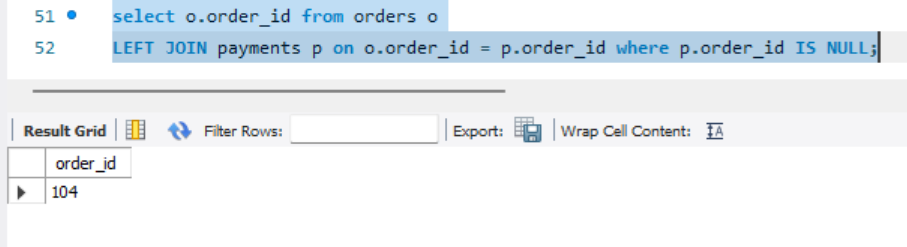 51 select o.order_id from orders o
52 LEFT JOIN payments p on o.order_id = p.order_id where p.order_id IS NULL;
Result Grid Filter Rows: Export: Wrap Cell Content: IA
order_id
104